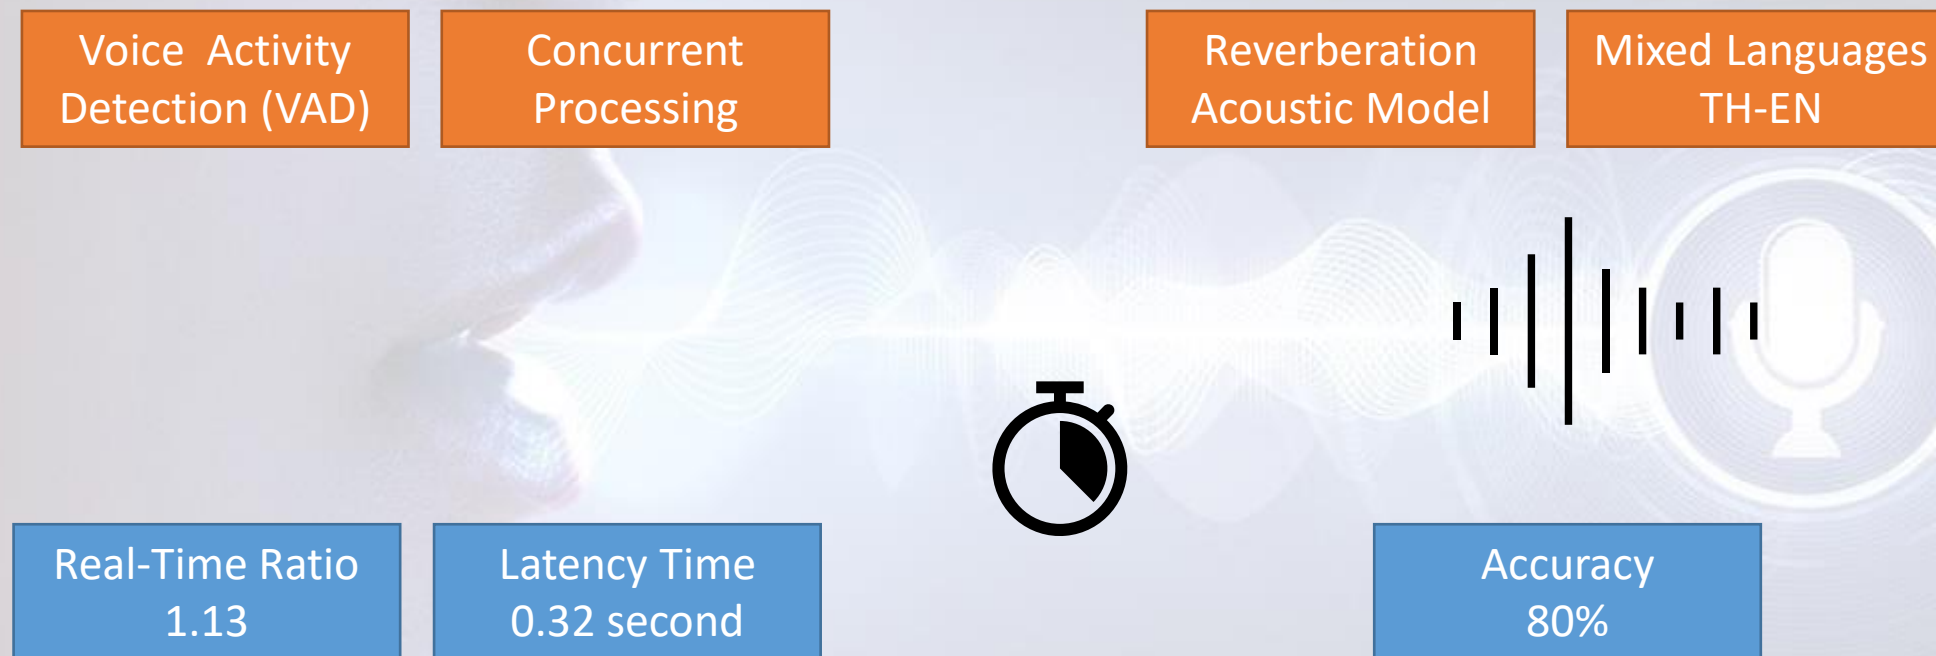 Voice Activity
Detection (VAD)
Concurrent
Processing
Reverberation
Acoustic Model
Mixed Languages
TH-EN
Real-Time Ratio
1.13
Latency Time
0.32 second
Accuracy
80%